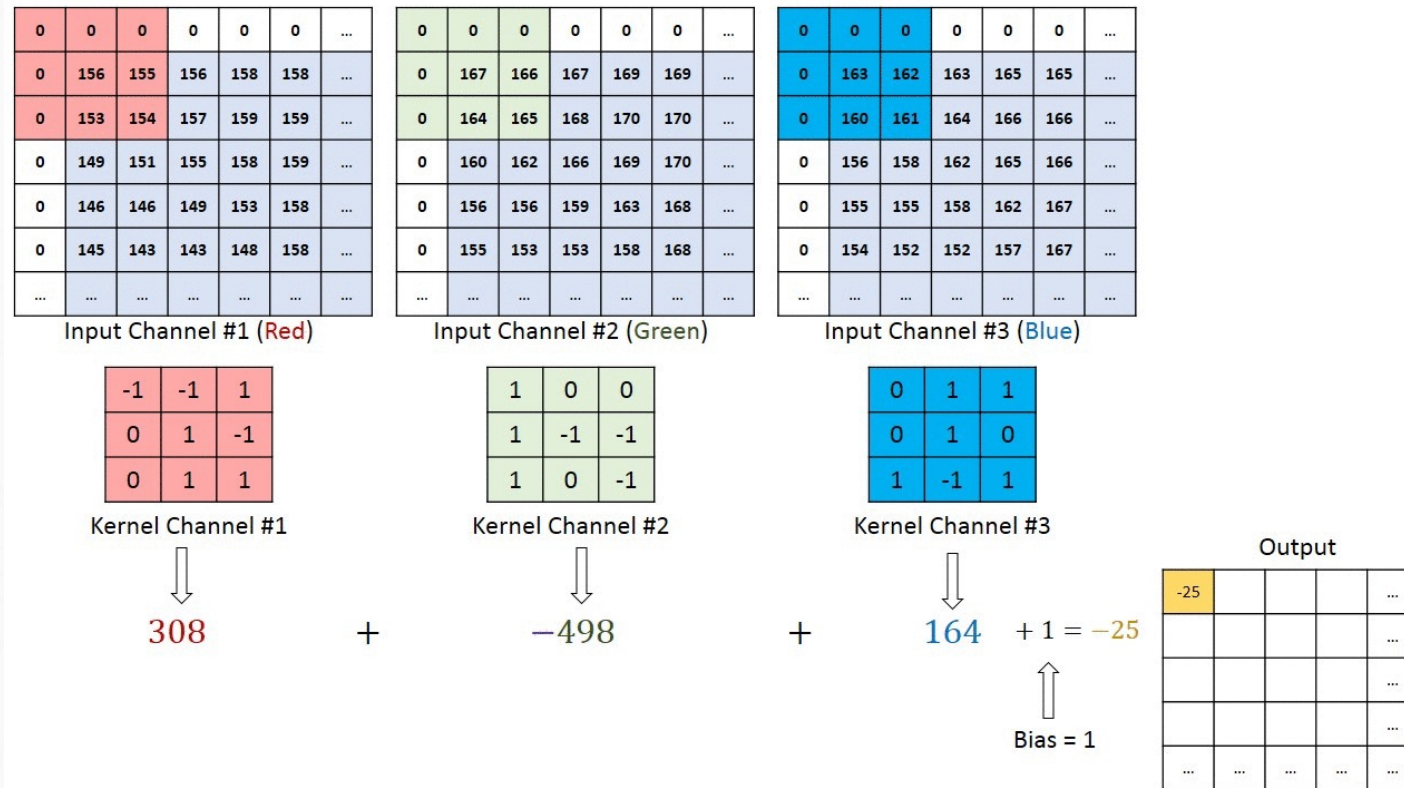 0 0 0 0 0 0 ... 0 0 0 0 0 0 ... 0 0 0 0 0 0 ...
0 156 155 156 158 158 ... 0 167 166 167 169 169 ... 0 163 162 163 165 165 ...
0 153 154 157 159 159 ... 0 164 165 168 170 170 ... 0 160 161 164 166 166 ...
0 149 151 155 158 159 ... 0 160 162 166 169 170 ... 0 156 158 162 165 166 ...
0 146 146 149 153 158 ... 0 156 156 159 163 168 ... 0 155 155 158 162 167 ...
0 145 143 143 148 158 ... 0 155 153 153 158 168 ... 0 154 152 152 157 167 ...
... ... ... ... ... ... ... ... ... ... ... ... ... ... ... ... ... ... ... ... ...
Input Channel #1 (Red) Input Channel #2 (Green) Input Channel #3 (Blue)
-1 -1 1 1 0 0 0 1 1
0 1 -1 1 -1 -1 0 1 0
0 1 1 1 0 -1 1 -1 1
Kernel Channel #1 Kernel Channel #2 Kernel Channel #3
308 + −498 + 164 + 1 = −25
Bias = 1
Output
-25 ...
...
...
...
... ... ... ... ...